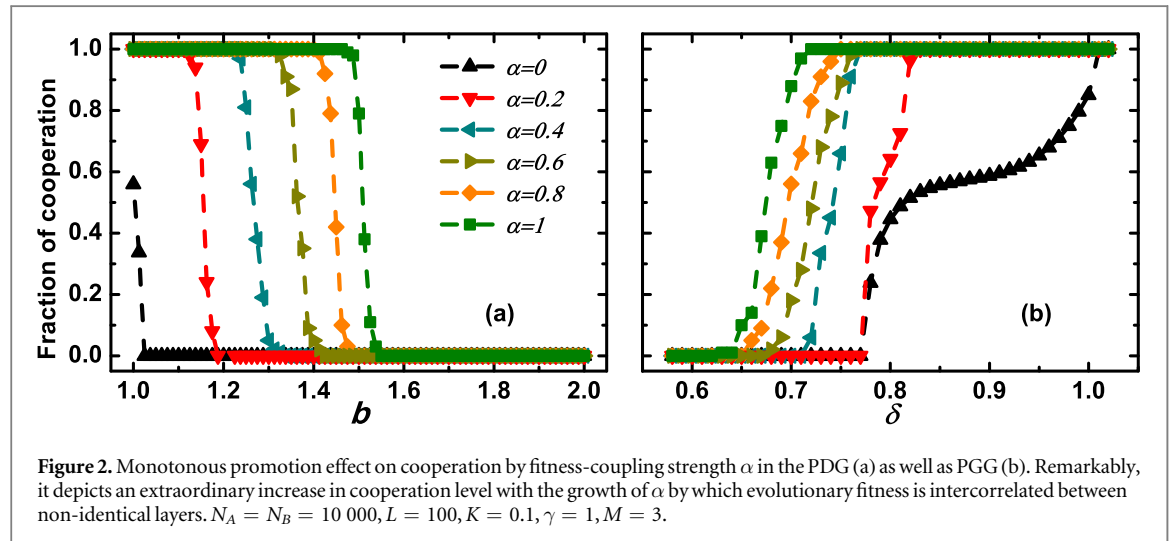 Fraction of cooperation
1.0
0.8
0.6
0.4
0.2
0.0
α=0
α=0.2
α=0.4
α=0.6
α=0.8
α=1
(a)
1.0 1.2 1.4 1.6 1.8 2.0
b
(b)
0.6 0.7 0.8 0.9 1.0
δ
Figure 2. Monotonous promotion effect on cooperation by fitness-coupling strength α in the PDG (a) as well as PGG (b). Remarkably,
it depicts an extraordinary increase in cooperation level with the growth of α by which evolutionary fitness is intercorrelated between
non-identical layers. N_A = N_B = 10 000, L = 100, K = 0.1, γ = 1, M = 3.